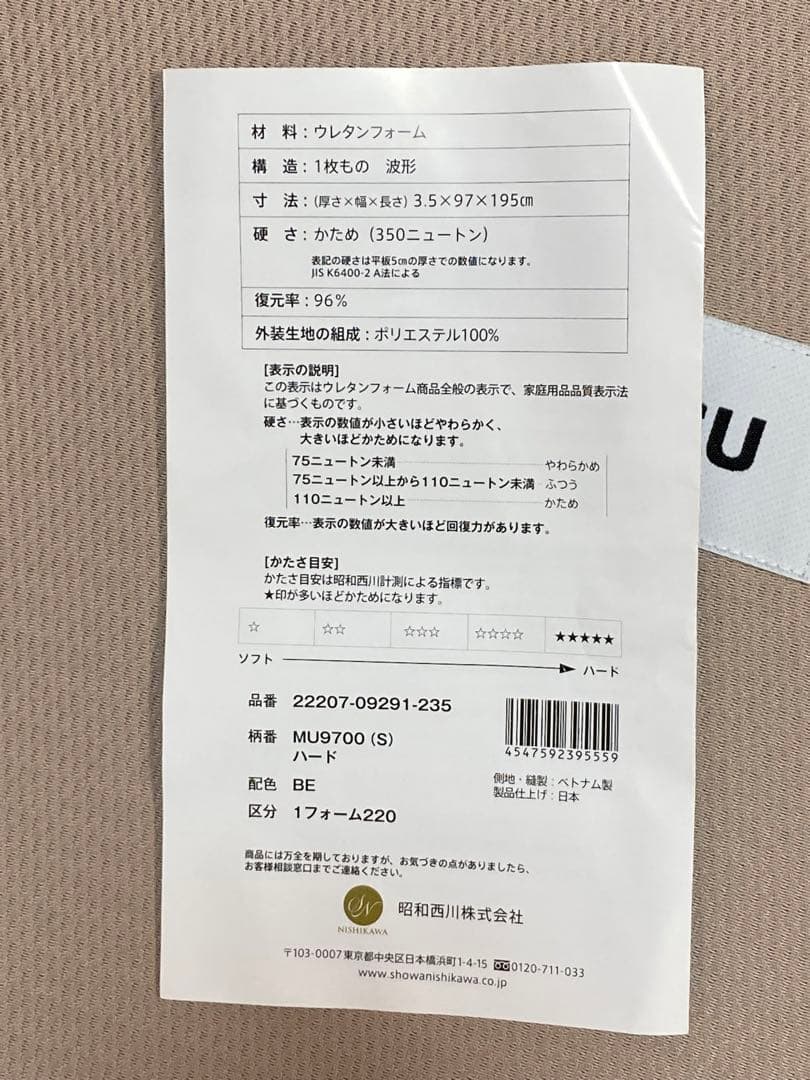 材　料：ウレタンフォーム
構　造：1枚もの　波形
寸　法：(厚さ×幅×長さ) 3.5×97×195㎝
硬　さ：かため（350ニュートン）
表記の硬さは平板5㎝の厚さでの数値になります。
JIS K6400-2 A法による
復元率：96％
外装生地の組成：ポリエステル100%
[表示の説明]
この表示はウレタンフォーム商品全般の表示で、家庭用品品質表示法
に基づくものです。
硬さ…表示の数値が小さいほどやわらかく、
大きいほどかためになります。
75ニュートン未満 やわらかめ
75ニュートン以上から110ニュートン未満 ふつう
110ニュートン以上 かため
復元率…表示の数値が大きいほど回復力があります。
[かたさ目安]
かたさ目安は昭和西川計測による指標です。
★印が多いほどかためになります。
☆ ☆☆ ☆☆☆ ☆☆☆☆ ★★★★★
ソフト ハード
品番 22207-09291-235
柄番 MU9700（S）
ハード
配色 BE
区分 1フォーム220
4547592395559
側地・縫製：ベトナム製
製品仕上げ：日本
商品には万全を期しておりますが、お気づきの点がありましたら、
お客様相談窓口までご連絡ください。
SN
NISHIKAWA
昭和西川株式会社
〒103-0007 東京都中央区日本橋浜町1-4-15 0120-711-033
www.showanishikawa.co.jp
U